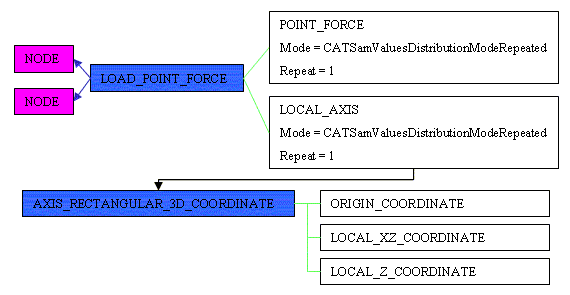 POINT_FORCE
Mode = CATSamValuesDistributionModeRepeated
Repeat = 1
NODE
LOAD_POINT_FORCE
NODE
LOCAL_AXIS
Mode = CATSamValuesDistributionModeRepeated
Repeat = 1
AXIS_RECTANGULAR_3D_COORDINATE
ORIGIN_COORDINATE
LOCAL_XZ_COORDINATE
LOCAL_Z_COORDINATE